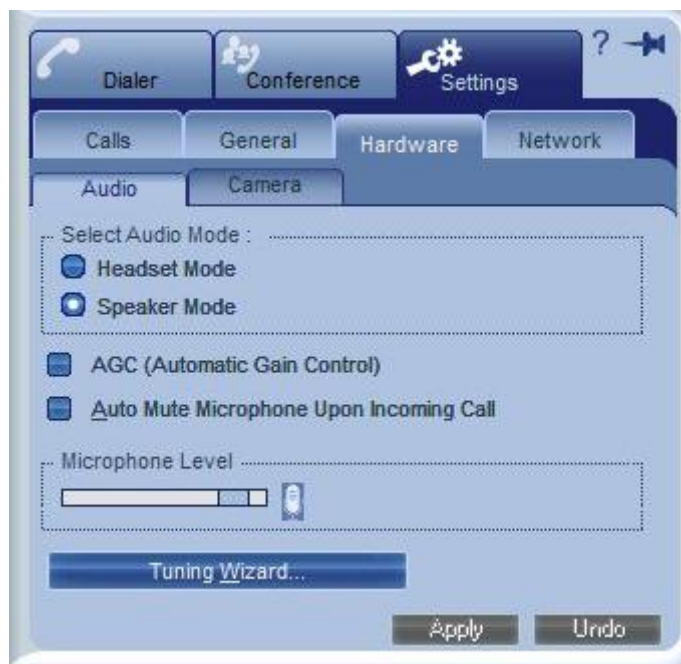 Dialer Conference Settings ?
Calls General Hardware Network
Audio Camera
Select Audio Mode :
Headset Mode
Speaker Mode
AGC (Automatic Gain Control)
Auto Mute Microphone Upon Incoming Call
Microphone Level
Tuning Wizard...
Apply Undo